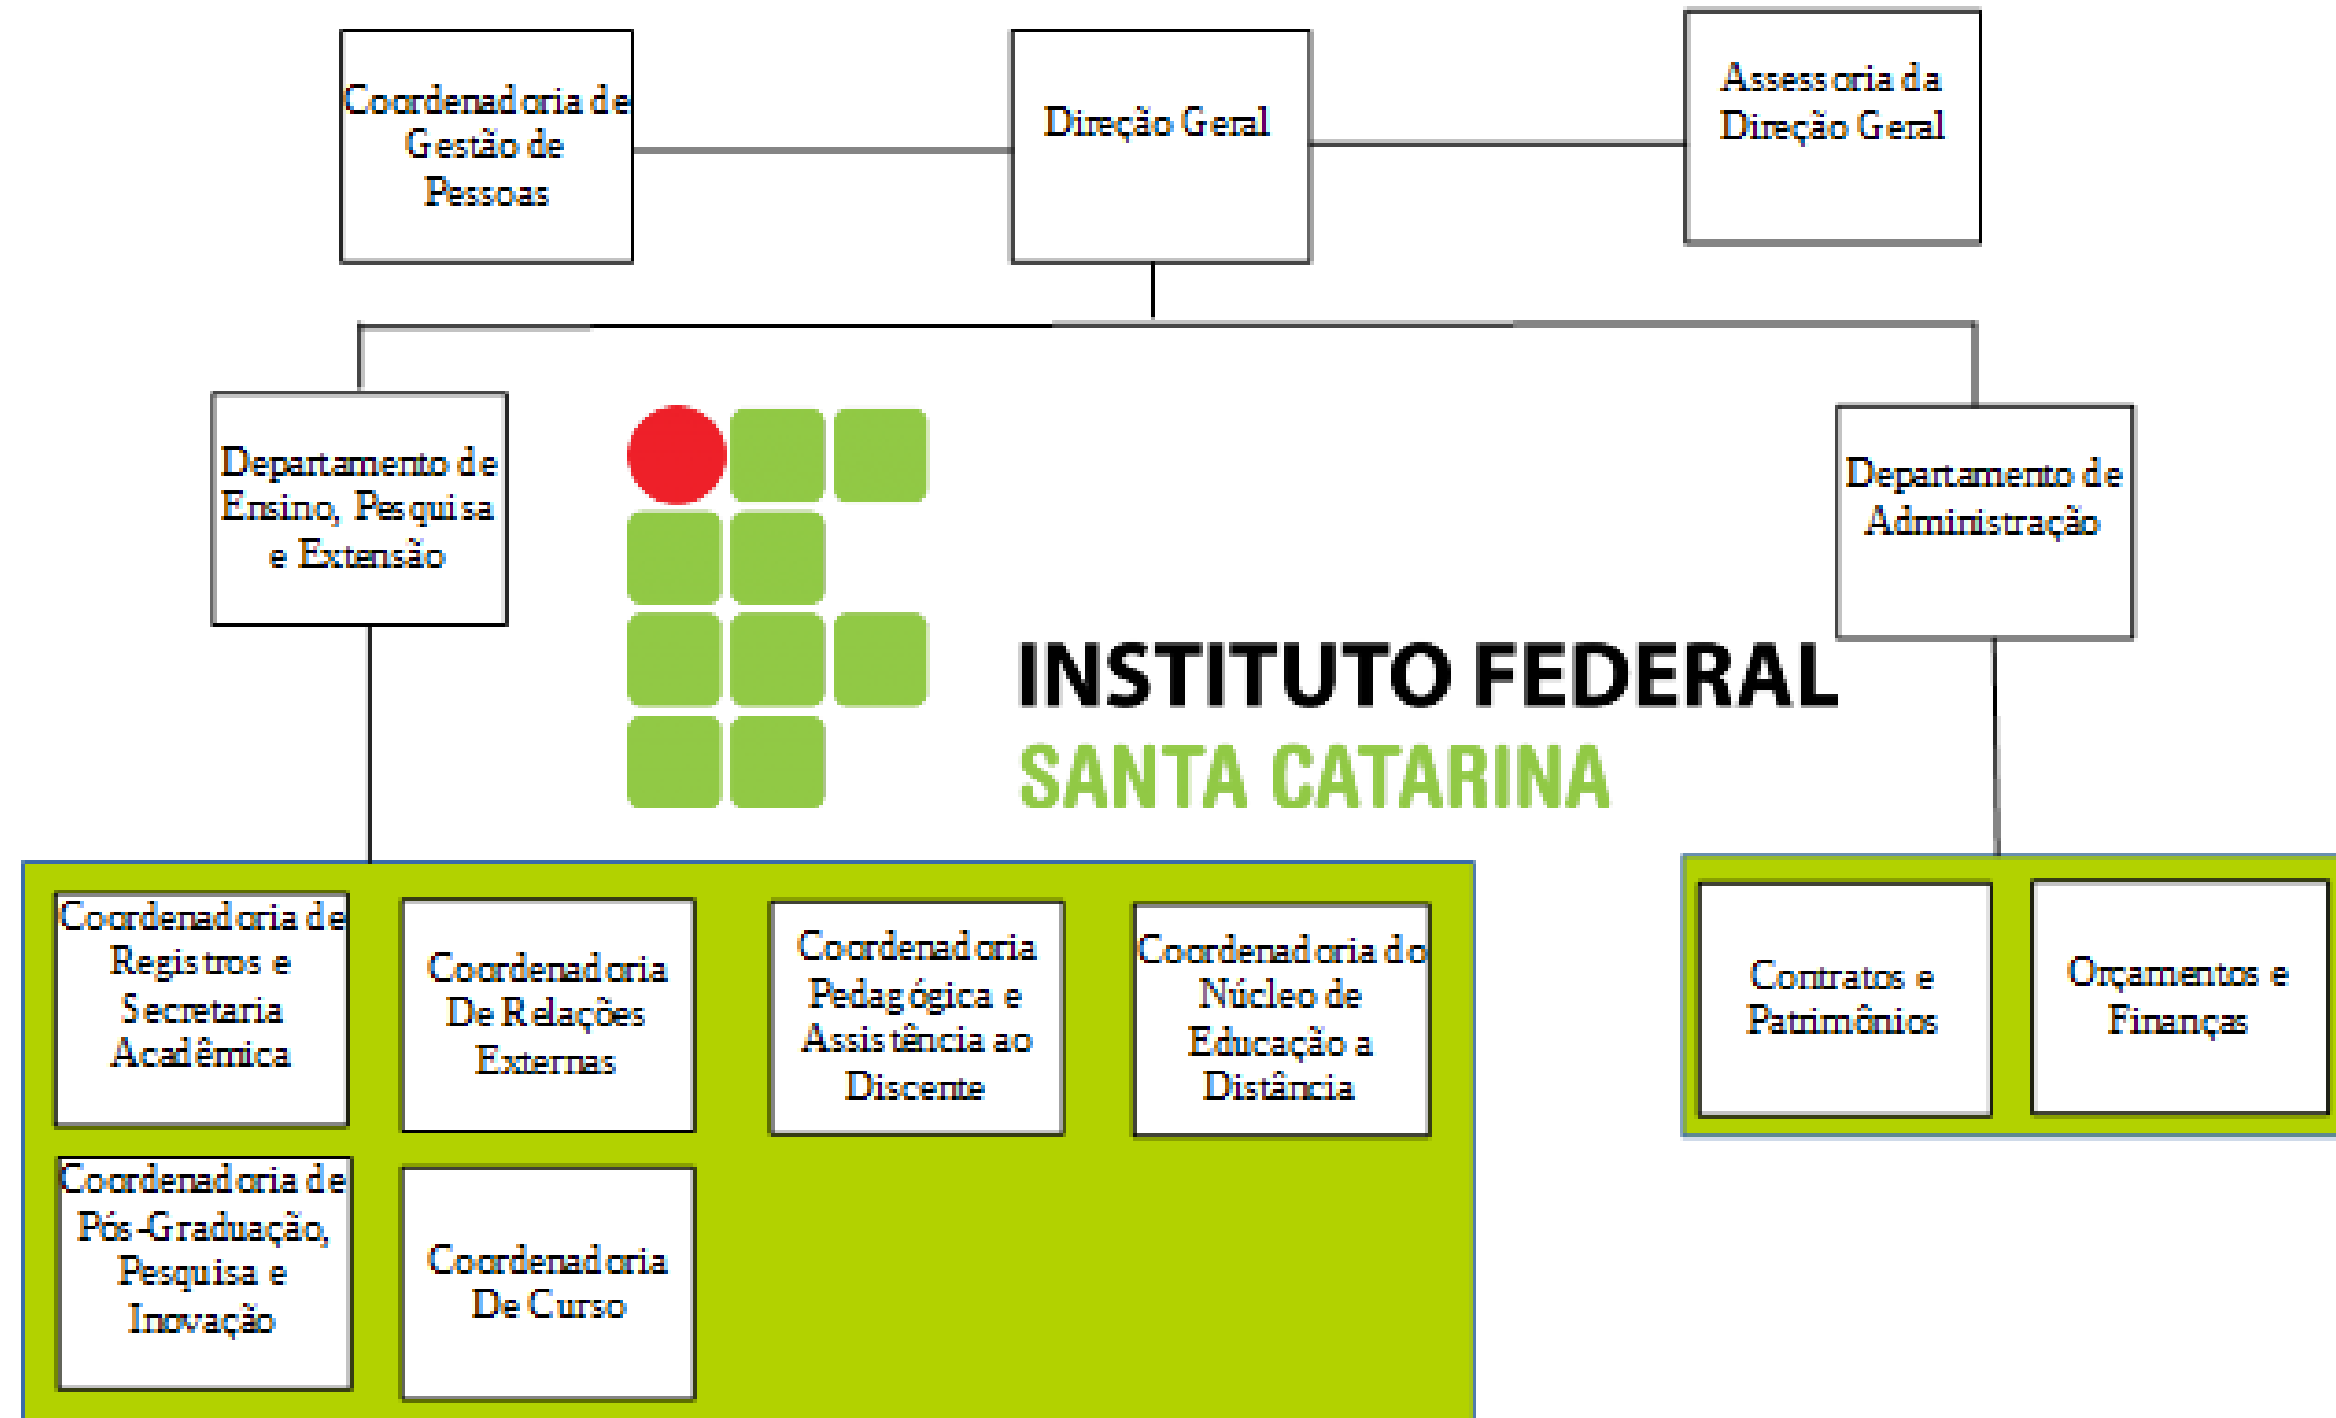 Coordenadoria de
Gestão de
Pessoas
Direção Geral
Assessoria da
Direção Geral
Departamento de
Ensino, Pesquisa
e Extensão
Departamento de
Administração
INSTITUTO FEDERAL
SANTA CATARINA
Coordenadoria de
Registros e
Secretaria
Acadêmica
Coordenadoria
De Relações
Externas
Coordenadoria
Pedagógica e
Assistência ao
Discente
Coordenadoria do
Núcleo de
Educação a
Distância
Contratos e
Patrimônios
Orçamentos e
Finanças
Coordenadoria de
Pós-Graduação,
Pesquisa e
Inovação
Coordenadoria
De Curso